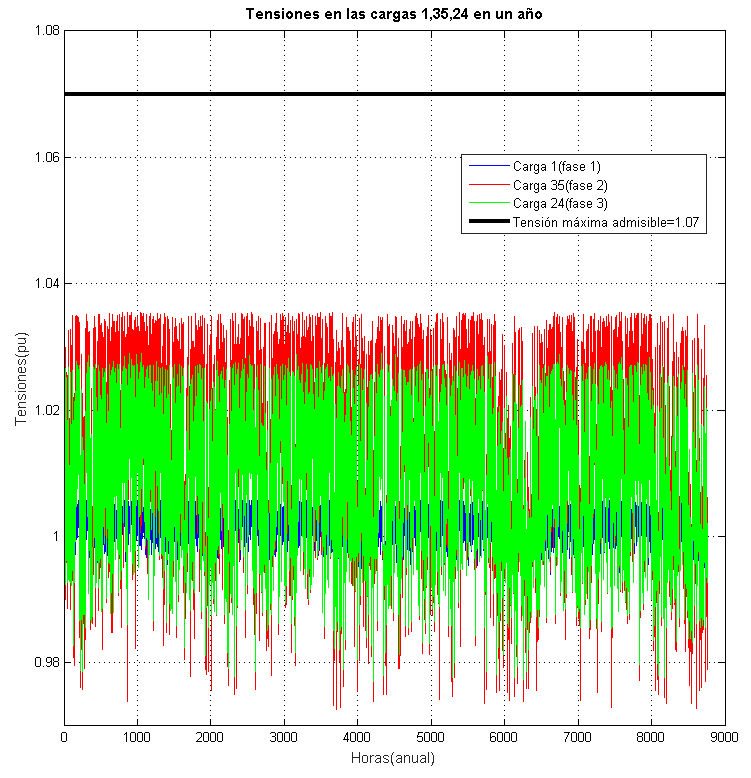 Tensiones en las cargas 1,35,24 en un año
1.08
1.06
1.04
1.02
1
0.98
Tensiones(pu)
Carga 1(fase 1)
Carga 35(fase 2)
Carga 24(fase 3)
Tensión máxima admisible=1.07
0 1000 2000 3000 4000 5000 6000 7000 8000 9000
Horas(anual)